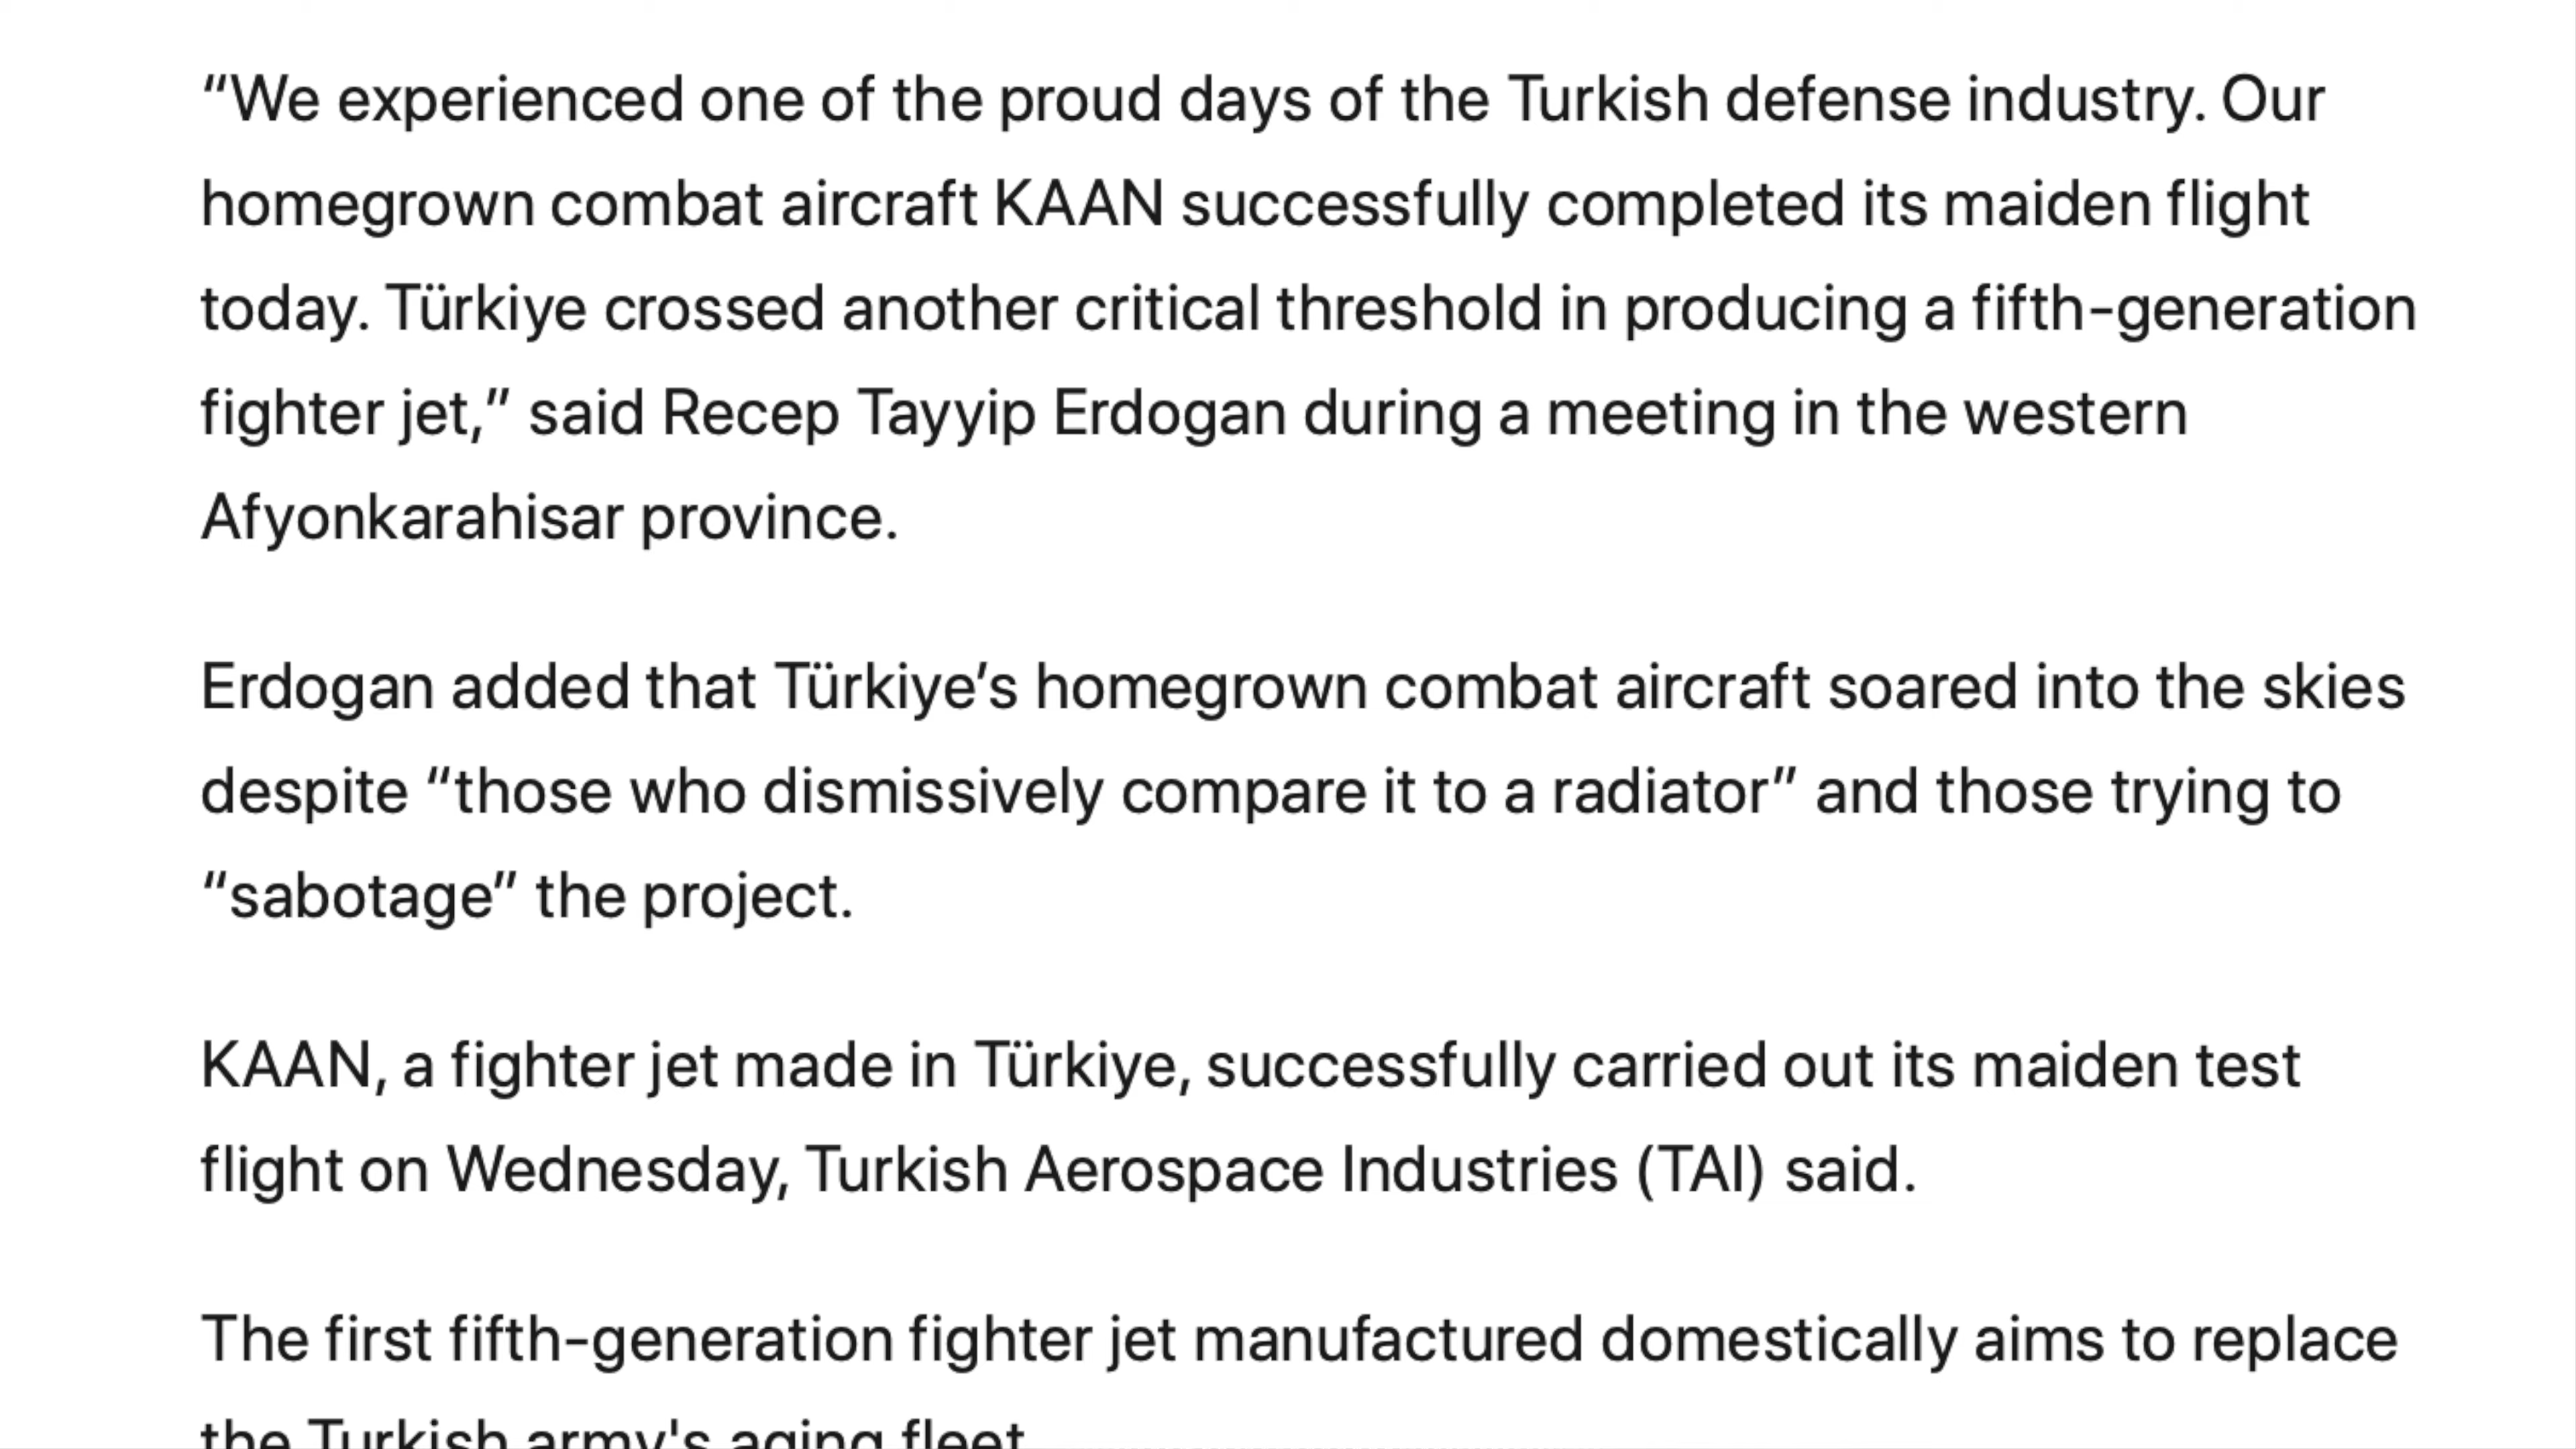 “We experienced one of the proud days of the Turkish defense industry. Our
homegrown combat aircraft KAAN successfully completed its maiden flight
today. Türkiye crossed another critical threshold in producing a fifth-generation
fighter jet,” said Recep Tayyip Erdogan during a meeting in the western
Afyonkarahisar province.
Erdogan added that Türkiye’s homegrown combat aircraft soared into the skies
despite “those who dismissively compare it to a radiator” and those trying to
“sabotage” the project.
KAAN, a fighter jet made in Türkiye, successfully carried out its maiden test
flight on Wednesday, Turkish Aerospace Industries (TAI) said.
The first fifth-generation fighter jet manufactured domestically aims to replace
the Turkish army's aging fleet